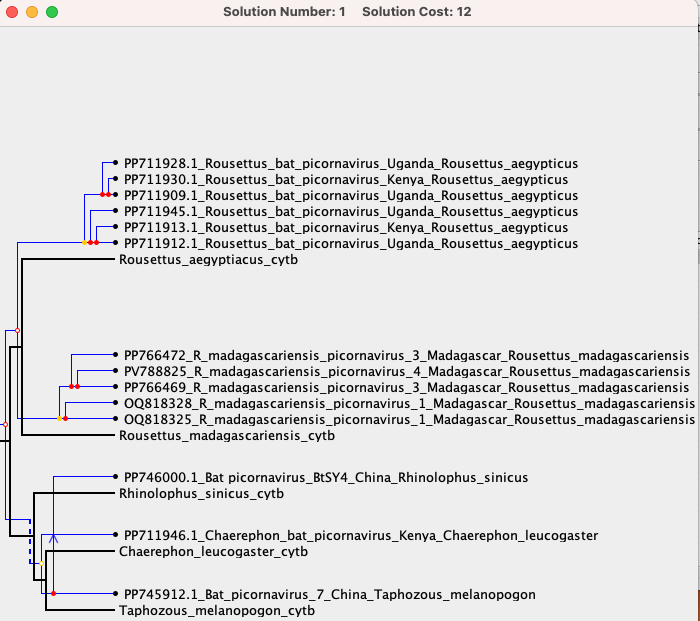 Solution Number: 1 Solution Cost: 12
PP711928.1_Rousettus_bat_picornavirus_Uganda_Rousettus_aegypticus
PP711930.1_Rousettus_bat_picornavirus_Kenya_Rousettus_aegypticus
PP711909.1_Rousettus_bat_picornavirus_Uganda_Rousettus_aegypticus
PP711945.1_Rousettus_bat_picornavirus_Uganda_Rousettus_aegypticus
PP711913.1_Rousettus_bat_picornavirus_Kenya_Rousettus_aegypticus
PP711912.1_Rousettus_bat_picornavirus_Uganda_Rousettus_aegypticus
Rousettus_aegyptiacus_cytb
PP766472_R_madagascariensis_picornavirus_3_Madagascar_Rousettus_madagascariensis
PV788825_R_madagascariensis_picornavirus_4_Madagascar_Rousettus_madagascariensis
PP766469_R_madagascariensis_picornavirus_3_Madagascar_Rousettus_madagascariensis
OQ818328_R_madagascariensis_picornavirus_1_Madagascar_Rousettus_madagascariensis
OQ818325_R_madagascariensis_picornavirus_1_Madagascar_Rousettus_madagascariensis
Rousettus_madagascariensis_cytb
PP746000.1_Bat picornavirus_BtSY4_China_Rhinolophus_sinicus
Rhinolophus_sinicus_cytb
PP711946.1_Chaerephon_bat_picornavirus_Kenya_Chaerephon_leucogaster
Chaerephon_leucogaster_cytb
PP745912.1_Bat_picornavirus_7_China_Taphozous_melanopogon
Taphozous_melanopogon_cytb